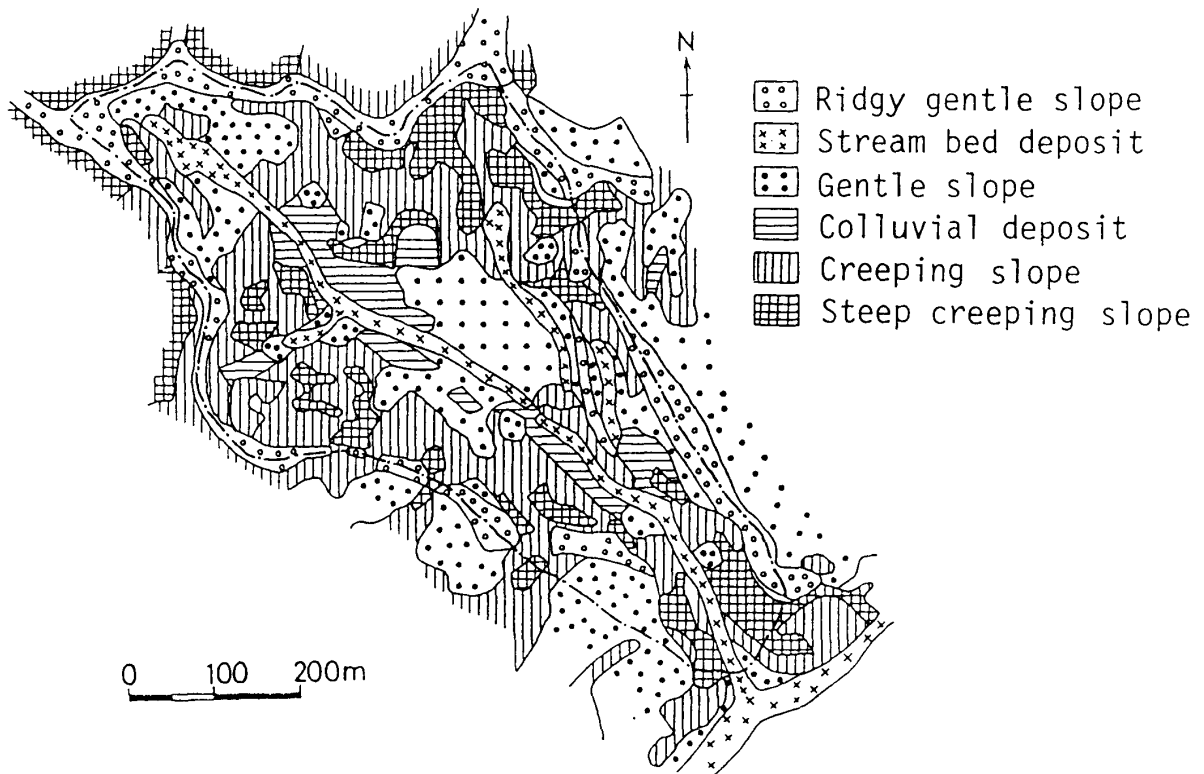 N
Ridgy gentle slope
Stream bed deposit
Gentle slope
Colluvial deposit
Creeping slope
Steep creeping slope
0 100 200m